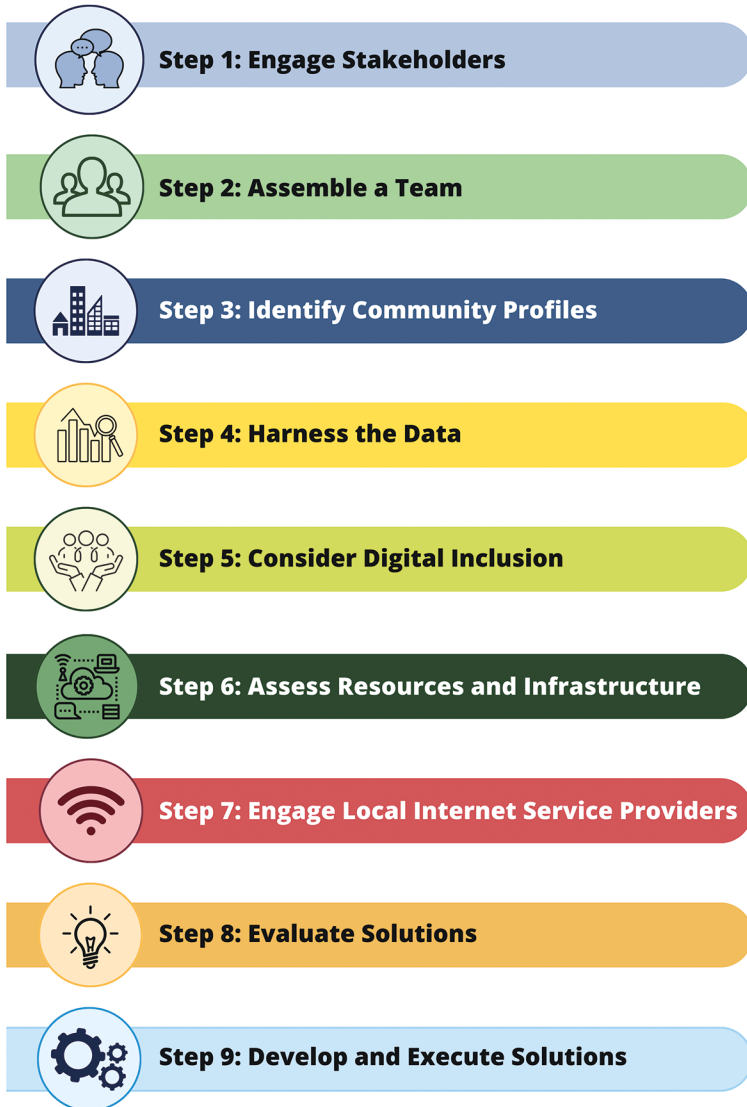 Step 1: Engage Stakeholders
Step 2: Assemble a Team
Step 3: Identify Community Profiles
Step 4: Harness the Data
Step 5: Consider Digital Inclusion
Step 6: Assess Resources and Infrastructure
Step 7: Engage Local Internet Service Providers
Step 8: Evaluate Solutions
Step 9: Develop and Execute Solutions